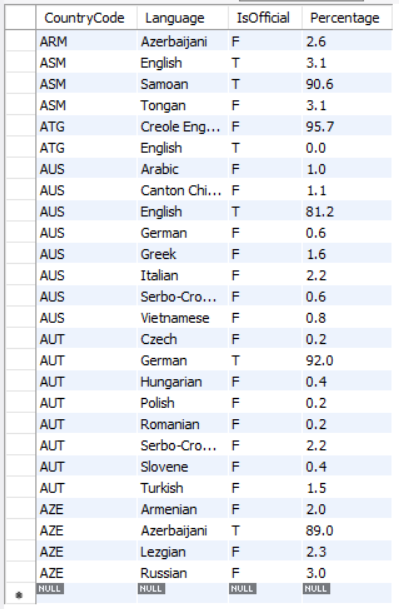 CountryCode Language IsOfficial Percentage
ARM Azerbaijani F 2.6
ASM English T 3.1
ASM Samoan T 90.6
ASM Tongan F 3.1
ATG Creole Eng... F 95.7
ATG English T 0.0
AUS Arabic F 1.0
AUS Canton Chi... F 1.1
AUS English T 81.2
AUS German F 0.6
AUS Greek F 1.6
AUS Italian F 2.2
AUS Serbo-Cro... F 0.6
AUS Vietnamese F 0.8
AUT Czech F 0.2
AUT German T 92.0
AUT Hungarian F 0.4
AUT Polish F 0.2
AUT Romanian F 0.2
AUT Serbo-Cro... F 2.2
AUT Slovene F 0.4
AUT Turkish F 1.5
AZE Armenian F 2.0
AZE Azerbaijani T 89.0
AZE Lezgian F 2.3
AZE Russian F 3.0
NULL NULL NULL NULL